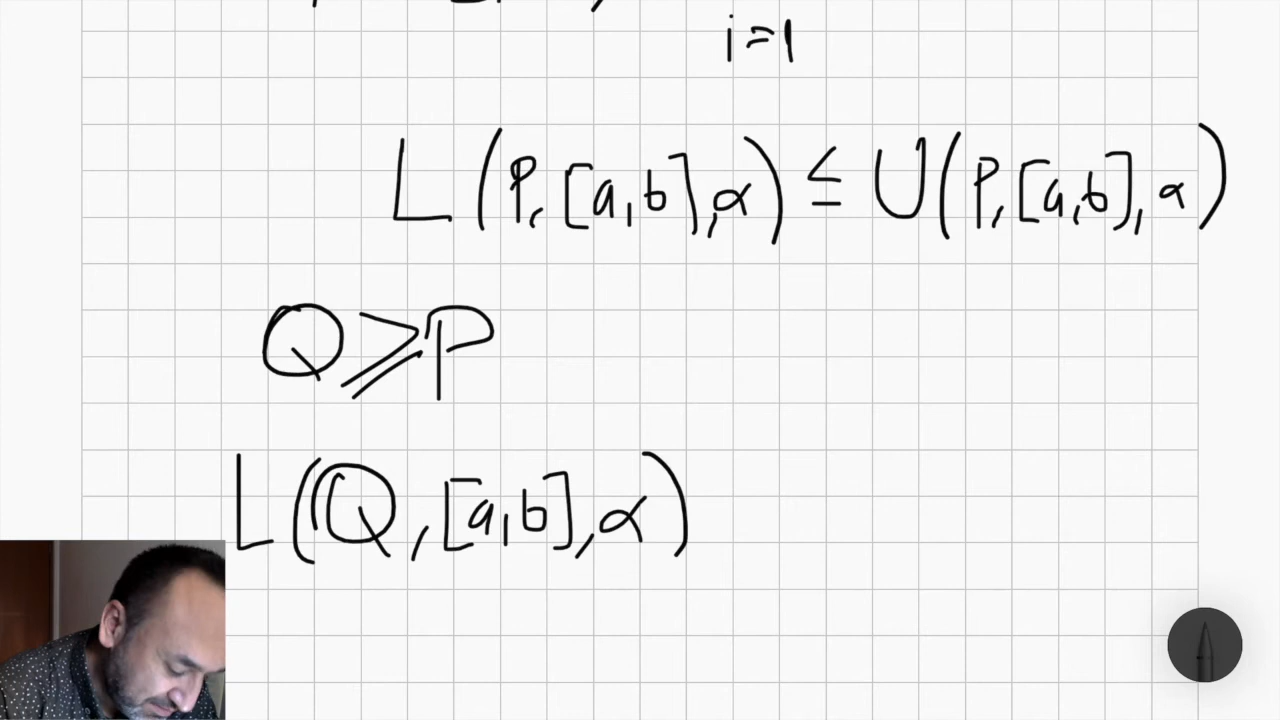 i=1
L(P,[a,b],α) ≤ U(P,[a,b],α)
Q⩾P
L(Q,[a,b],α)